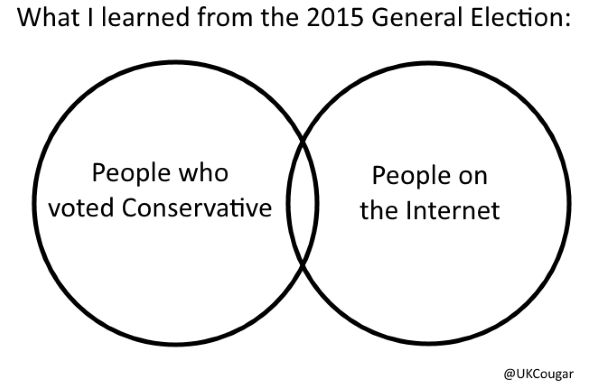 What I learned from the 2015 General Election:
People who
voted Conservative
People on
the Internet
@UKCougar